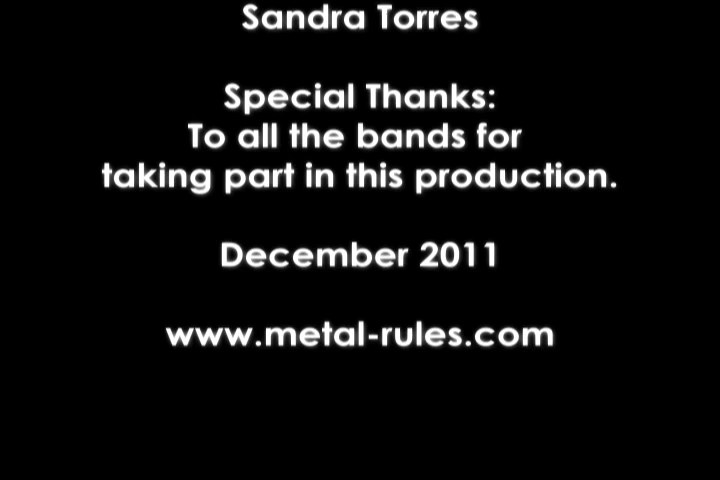 Sandra Torres
Special Thanks:
To all the bands for
taking part in this production.
December 2011
www.metal-rules.com